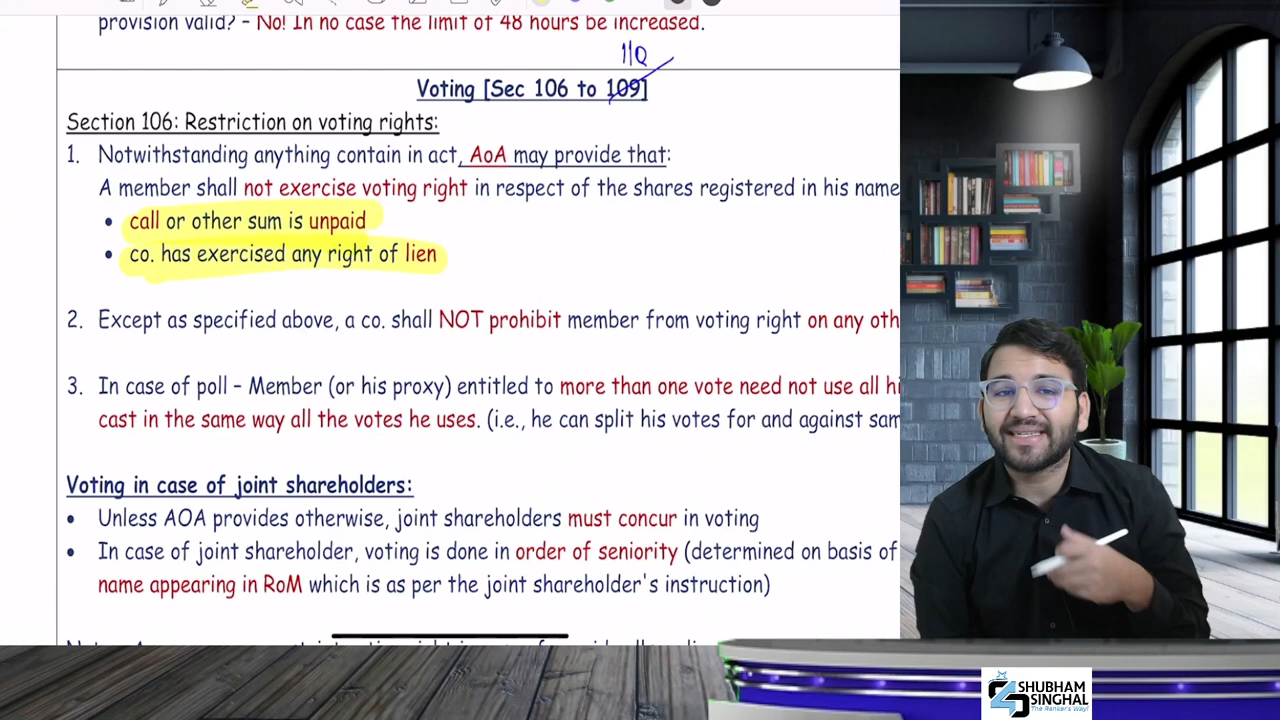 provision valid? – No! In no case the limit of 48 hours be increased.
110
Voting [Sec 106 to 109]
Section 106: Restriction on voting rights:
1. Notwithstanding anything contain in act, AoA may provide that:
A member shall not exercise voting right in respect of the shares registered in his name
• call or other sum is unpaid
• co. has exercised any right of lien
2. Except as specified above, a co. shall NOT prohibit member from voting right on any oth
3. In case of poll – Member (or his proxy) entitled to more than one vote need not use all hi
cast in the same way all the votes he uses. (i.e., he can split his votes for and against sam
Voting in case of joint shareholders:
• Unless AOA provides otherwise, joint shareholders must concur in voting
• In case of joint shareholder, voting is done in order of seniority (determined on basis of
name appearing in RoM which is as per the joint shareholder's instruction)
SHUBHAM
SINGHAL
The Ranker's Way!